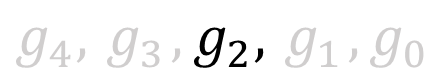 g₄, g₃, g₂, g₁, g₀